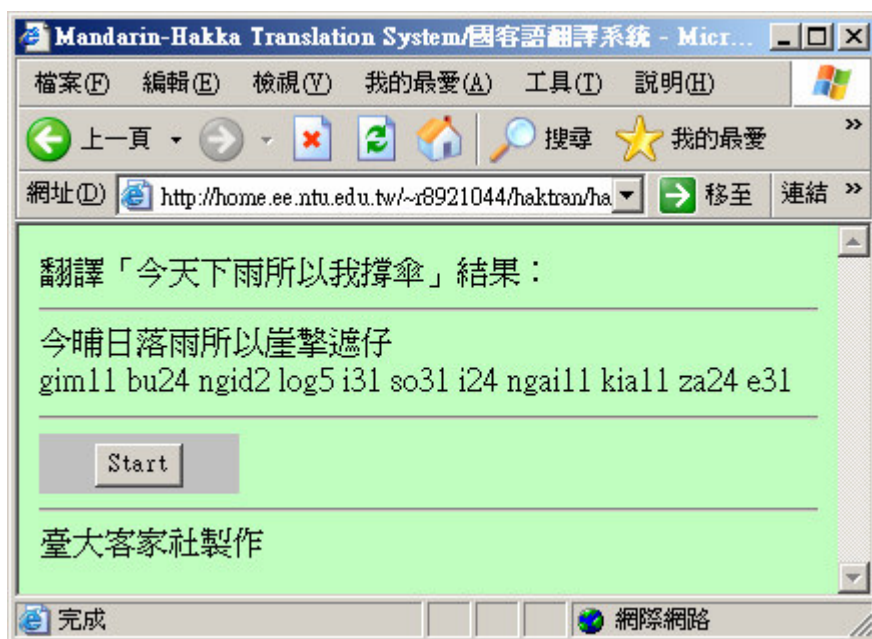 Mandarin-Hakka Translation System/國客語翻譯系統 - Micr...
檔案(F) 編輯(E) 檢視(V) 我的最愛(A) 工具(T) 說明(H)
上一頁 搜尋 我的最愛 »
網址(D) http://home.ee.ntu.edu.tw/~r8921044/haktran/ha 移至 連結 »
翻譯「今天下雨所以我撐傘」結果：
今晡日落雨所以崖擎遮仔
gim11 bu24 ngid2 log5 i31 so31 i24 ngai11 kia11 za24 e31
Start
臺大客家社製作
完成 網際網路